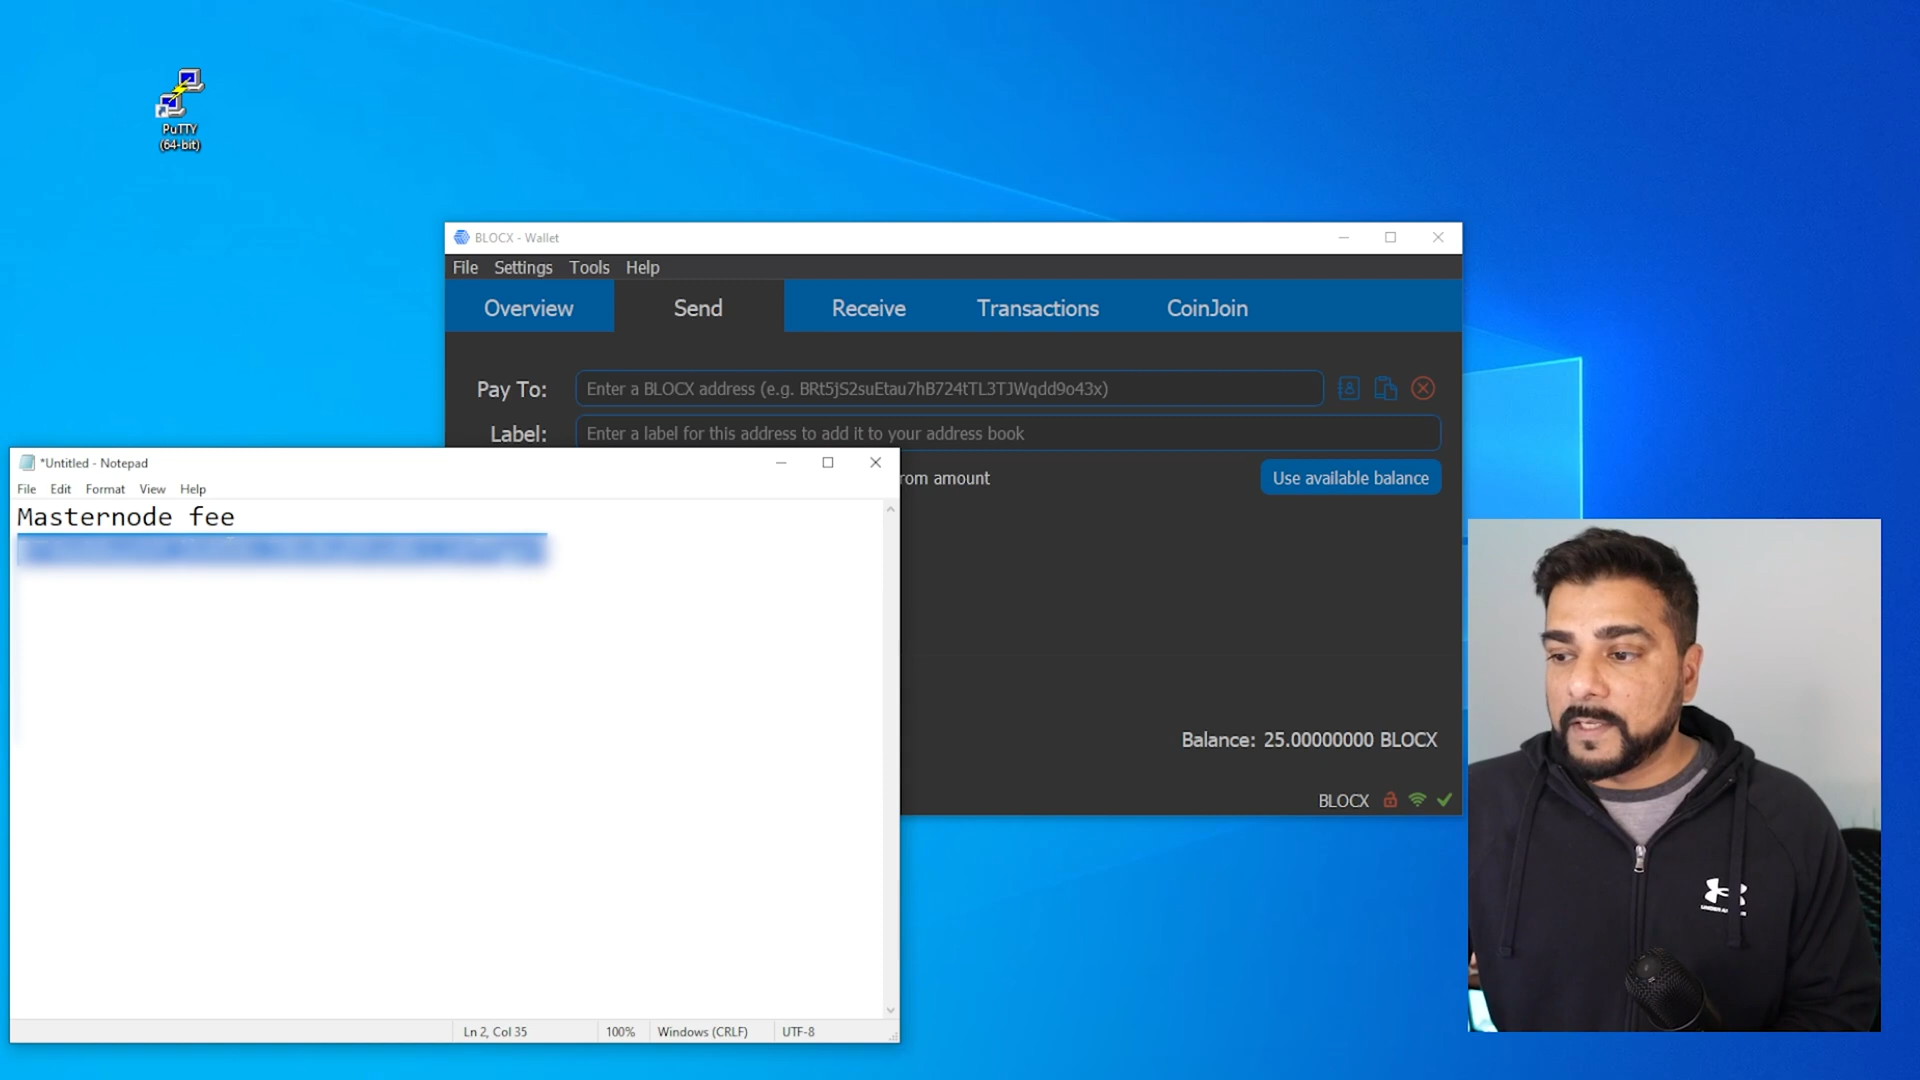 PuTTY
(64-bit)
BLOCX - Wallet
File Settings Tools Help
Overview Send Receive Transactions CoinJoin
Pay To: Enter a BLOCX address (e.g. BRt5jS2suEtau7hB724tTL3TJWqdd9o43x)
Label: Enter a label for this address to add it to your address book
rom amount Use available balance
Balance: 25.00000000 BLOCX
BLOCX
*Untitled - Notepad
File Edit Format View Help
Masternode fee
Ln 2, Col 35 100% Windows (CRLF) UTF-8